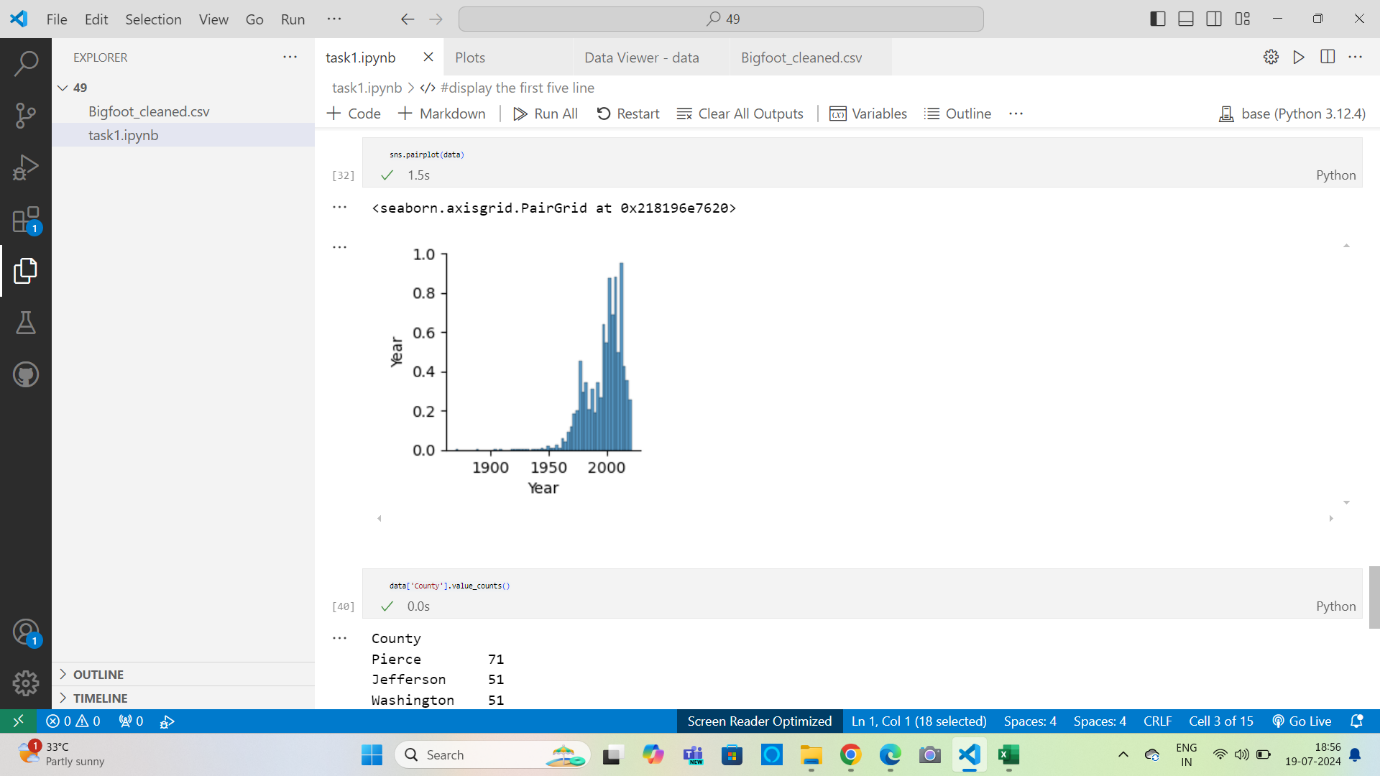 File Edit Selection View Go Run ··· 49
EXPLORER ···
49
Bigfoot_cleaned.csv
task1.ipynb
OUTLINE
TIMELINE
task1.ipynb Plots Data Viewer - data Bigfoot_cleaned.csv
task1.ipynb > #display the first five line
+ Code + Markdown Run All Restart Clear All Outputs Variables Outline ··· base (Python 3.12.4)
sns.pairplot(data)
[32] ✓ 1.5s Python
<seaborn.axisgrid.PairGrid at 0x218196e7620>
1.0
0.8
0.6
0.4
0.2
0.0
Year
1900 1950 2000
Year
data['County'].value_counts()
[40] ✓ 0.0s Python
County
Pierce 71
Jefferson 51
Washington 51
1
1
0 0 0 Screen Reader Optimized Ln 1, Col 1 (18 selected) Spaces: 4 Spaces: 4 CRLF Cell 3 of 15 Go Live
1 33°C
Partly sunny
Search
NEW
ENG
IN
18:56
19-07-2024